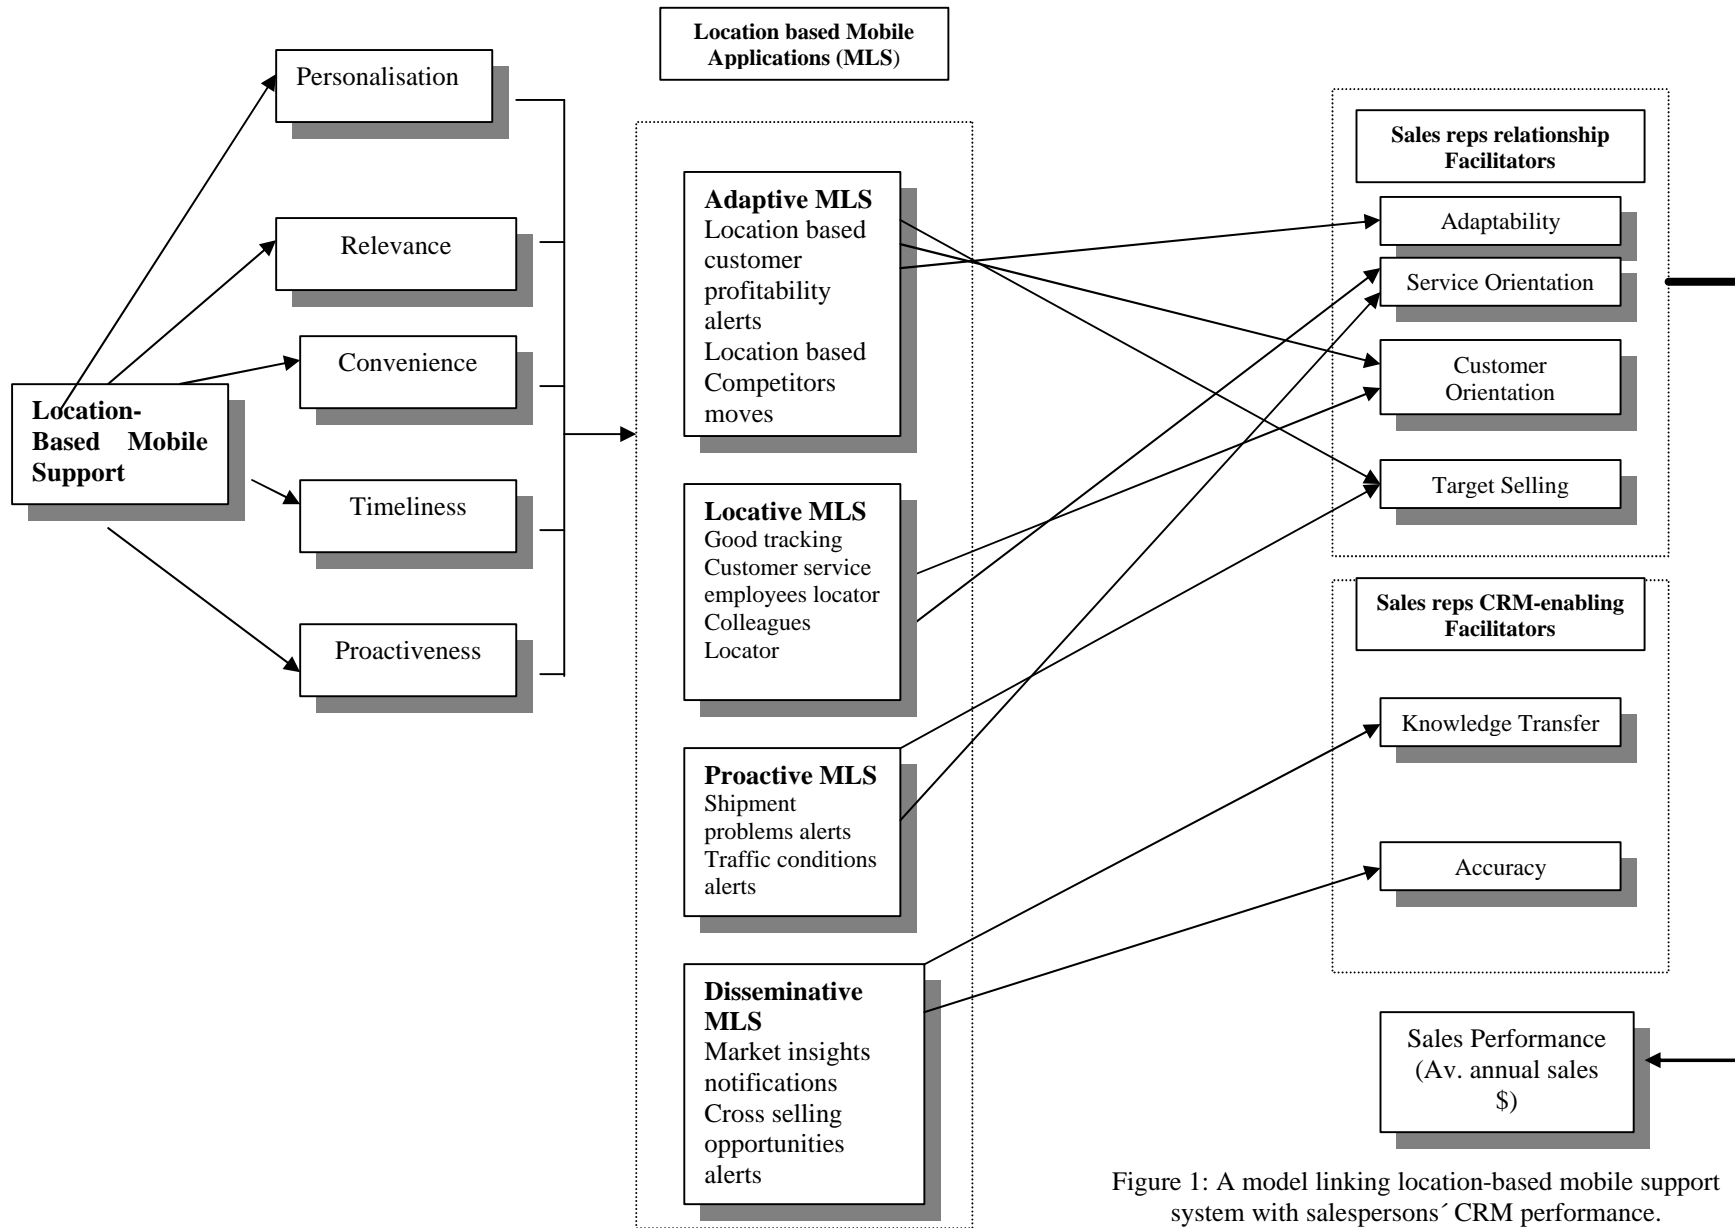 Location based Mobile
Applications (MLS)
Personalisation
Relevance
Convenience
Location-
Based Mobile
Support
Timeliness
Proactiveness
Adaptive MLS
Location based
customer
profitability
alerts
Location based
Competitors
moves
Locative MLS
Good tracking
Customer service
employees locator
Colleagues
Locator
Proactive MLS
Shipment
problems alerts
Traffic conditions
alerts
Disseminative
MLS
Market insights
notifications
Cross selling
opportunities
alerts
Sales reps relationship
Facilitators
Adaptability
Service Orientation
Customer
Orientation
Target Selling
Sales reps CRM-enabling
Facilitators
Knowledge Transfer
Accuracy
Sales Performance
(Av. annual sales
$)
Figure 1: A model linking location-based mobile support
system with salespersons´ CRM performance.